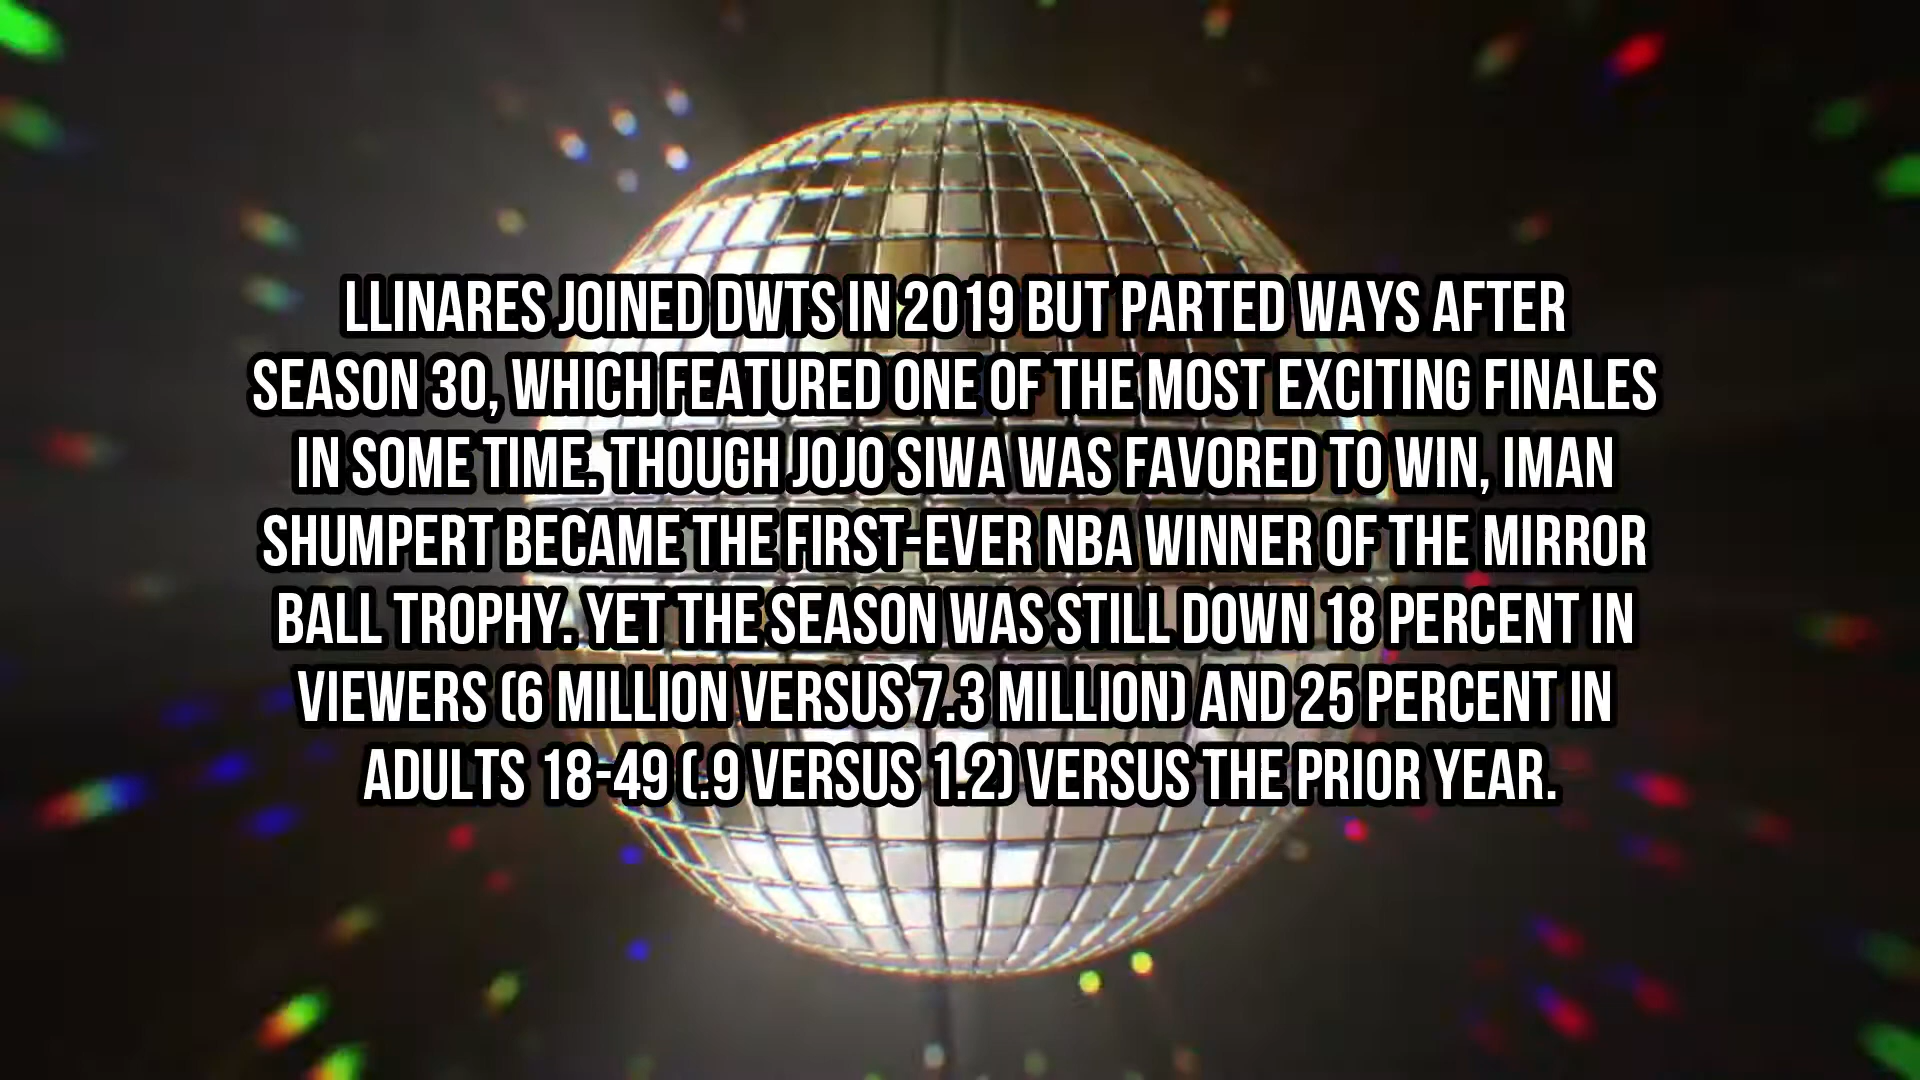 LLINARES JOINED DWTS IN 2019 BUT PARTED WAYS AFTER
SEASON 30, WHICH FEATURED ONE OF THE MOST EXCITING FINALES
IN SOME TIME. THOUGH JOJO SIWA WAS FAVORED TO WIN, IMAN
SHUMPERT BECAME THE FIRST-EVER NBA WINNER OF THE MIRROR
BALL TROPHY. YET THE SEASON WAS STILL DOWN 18 PERCENT IN
VIEWERS (6 MILLION VERSUS 7.3 MILLION) AND 25 PERCENT IN
ADULTS 18-49 (.9 VERSUS 1.2) VERSUS THE PRIOR YEAR.